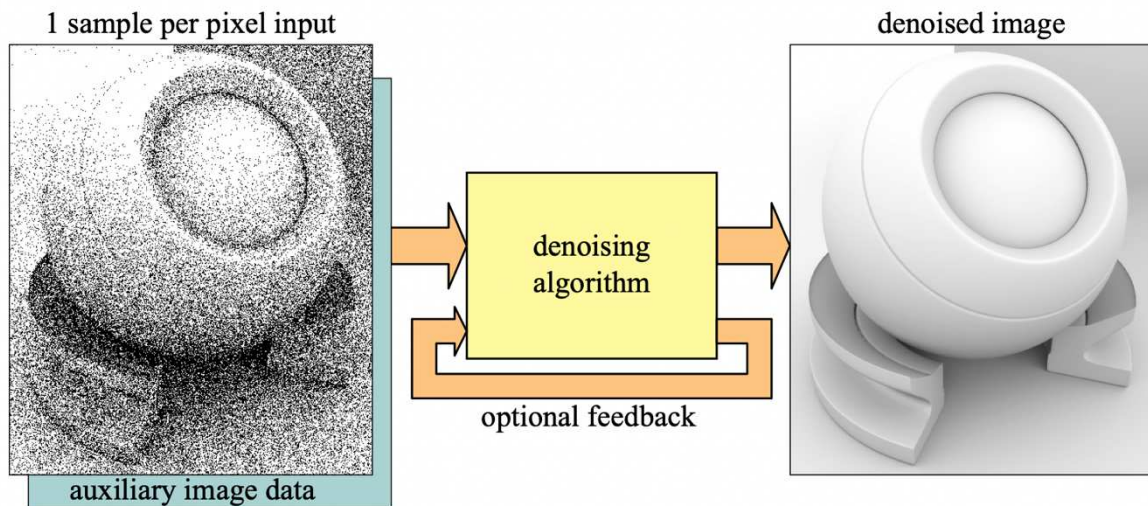 1 sample per pixel input
denoised image
denoising
algorithm
optional feedback
auxiliary image data